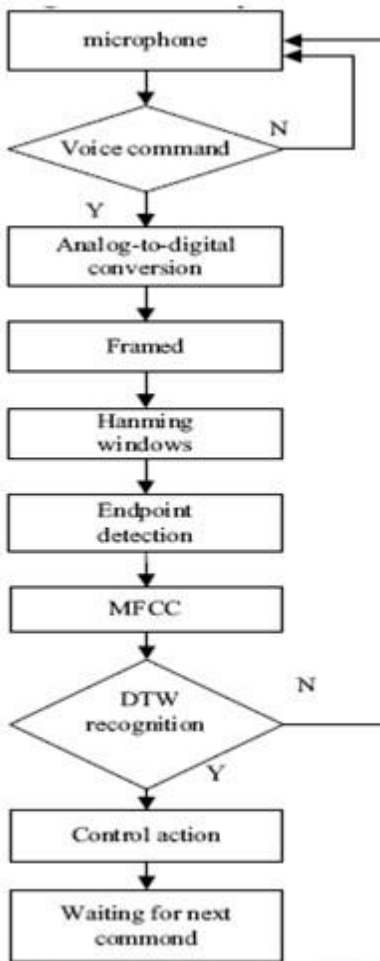 microphone
N
Voice command
Y
Analog-to-digital
conversion
Framed
Hanming
windows
Endpoint
detection
MFCC
N
DTW
recognition
Y
Control action
Waiting for next
commond